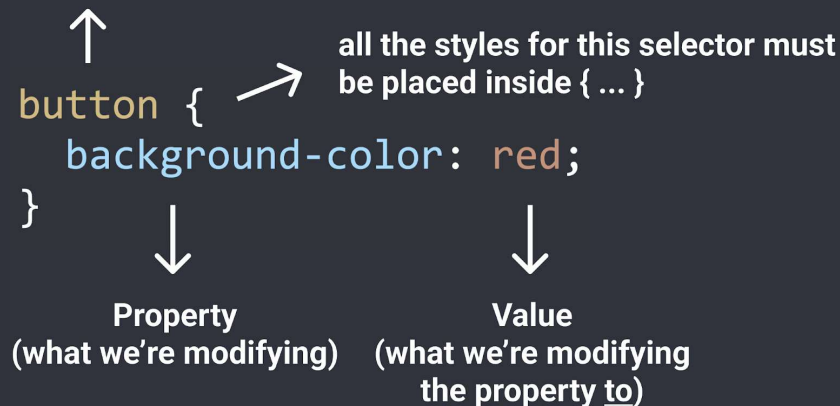 all the styles for this selector must
be placed inside { ... }
button {
background-color: red;
}
Property
(what we're modifying)
Value
(what we're modifying
the property to)